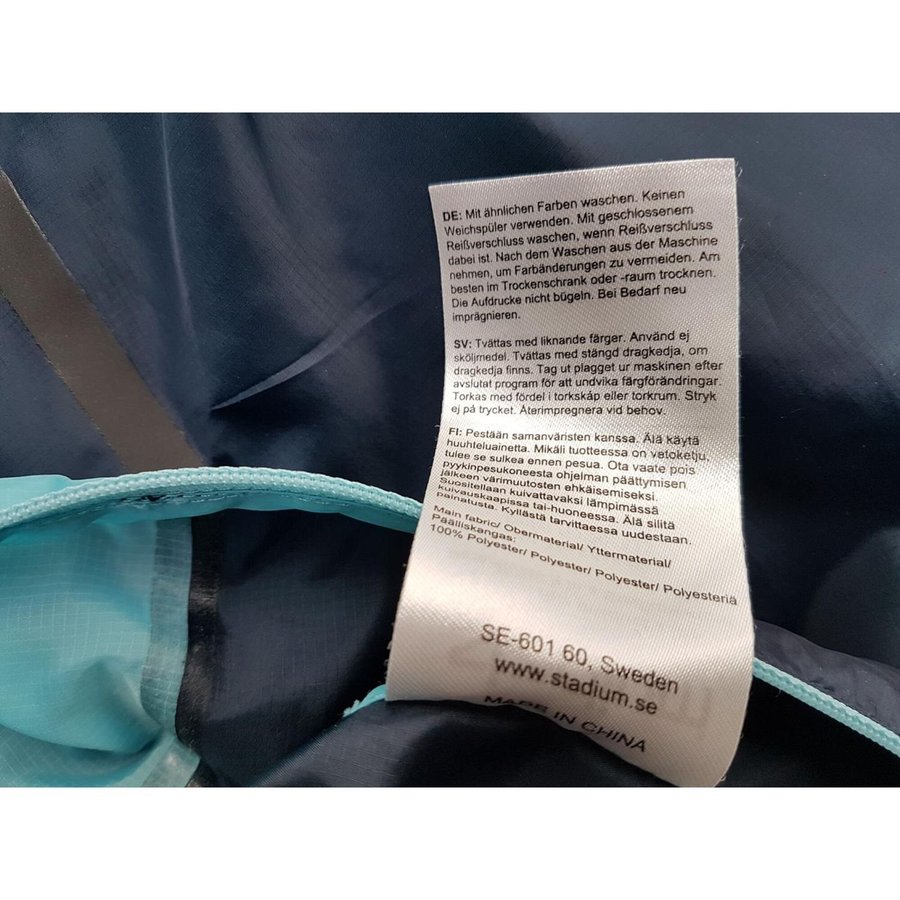 DE: Mit ähnlichen Farben waschen. Keinen
Weichspüler verwenden. Mit geschlossenem
Reißverschluss waschen, wenn Reißverschluss
dabei ist. Nach dem Waschen aus der Maschine
nehmen, um Farbänderungen zu vermeiden. Am
besten im Trockenschrank oder -raum trocknen.
Die Aufdrucke nicht bügeln. Bei Bedarf neu
imprägnieren.
SV: Tvättas med liknande färger. Använd ej
sköljmedel. Tvättas med stängd dragkedja, om
dragkedja finns. Tag ut plagget ur maskinen efter
avslutat program för att undvika färgförändringar.
Torkas med fördel i torkskåp eller torkrum. Stryk
ej på trycket. Återimpregnera vid behov.
FI: Pestään samanväristen kanssa. Älä käytä
huuhteluainetta. Mikäli tuotteessa on vetoketju,
tulee se sulkea ennen pesua. Ota vaate pois
pyykinpesukoneesta ohjelman päättymisen
jälkeen värimuutosten ehkäisemiseksi.
Suositellaan kuivattavaksi lämpimässä
kuivauskaapissa tai-huoneessa. Älä silitä
painatusta. Kyllästä tarvittaessa uudestaan.
Main fabric/ Obermaterial/ Yttermaterial/
Päälliskangas:
100% Polyester/ Polyester/ Polyester/ Polyesteriä
SE-601 60, Sweden
www.stadium.se
MADE IN CHINA